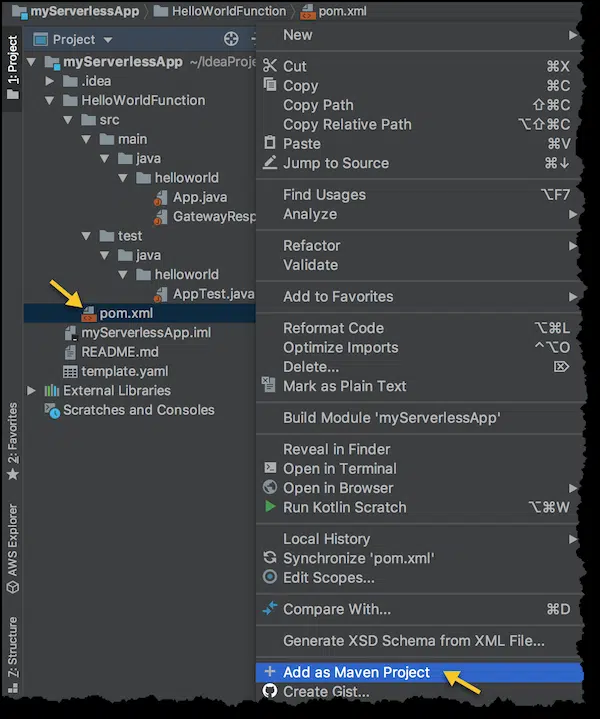 myServerlessApp HelloWorldFunction pom.xml
1: Project
Project
myServerlessApp ~/IdeaProje
.idea
HelloWorldFunction
src
main
java
helloworld
App.java
GatewayResp
test
java
helloworld
AppTest.java
pom.xml
myServerlessApp.iml
README.md
template.yaml
External Libraries
Scratches and Consoles
2: Favorites
AWS Explorer
Z: Structure
New
Cut ⌘X
Copy ⌘C
Copy Path ⇧⌘C
Copy Relative Path ⌥⇧⌘C
Paste ⌘V
Jump to Source ⌘↓
Find Usages ⌥F7
Analyze
Refactor
Validate
Add to Favorites
Reformat Code ⌥⌘L
Optimize Imports ^⌥O
Delete... ⌦
Mark as Plain Text
Build Module 'myServerlessApp'
Reveal in Finder
Open in Terminal
Open in Browser
Run Kotlin Scratch ⌥⌘W
Local History
Synchronize 'pom.xml'
Edit Scopes...
Compare With... ⌘D
Generate XSD Schema from XML File...
Add as Maven Project
Create Gist...